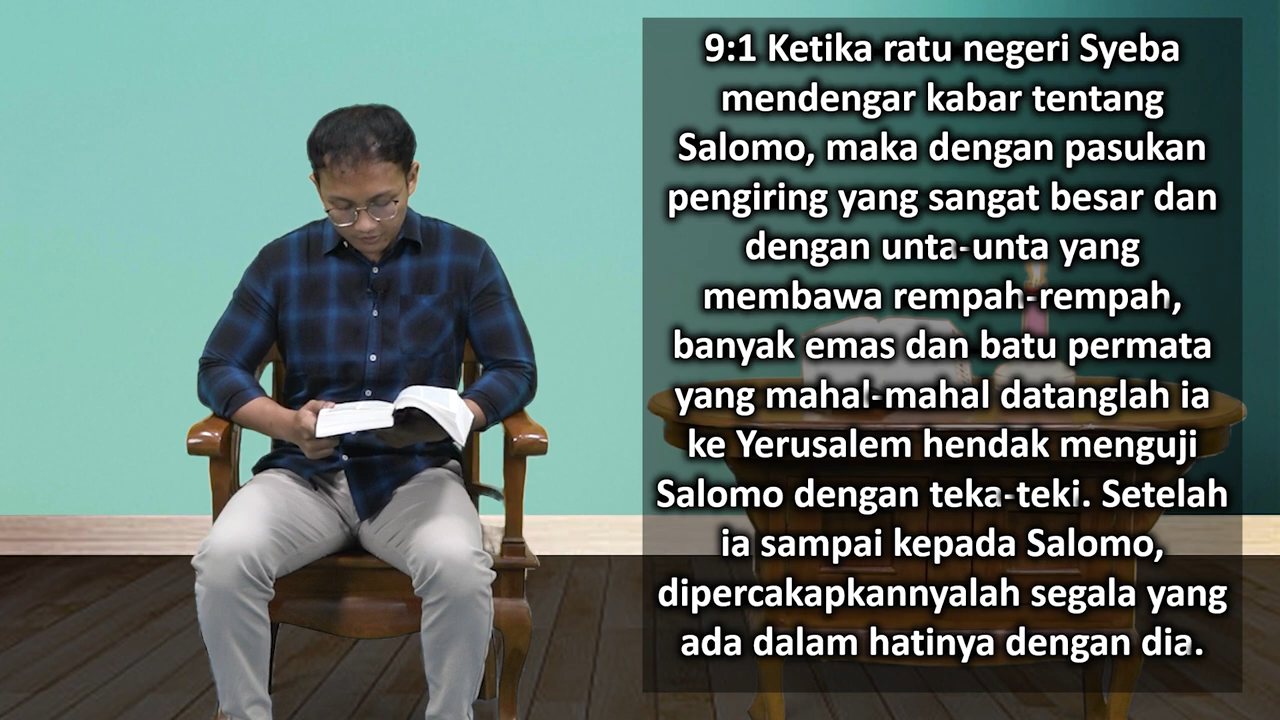 9:1 Ketika ratu negeri Syeba
mendengar kabar tentang
Salomo, maka dengan pasukan
pengiring yang sangat besar dan
dengan unta-unta yang
membawa rempah-rempah,
banyak emas dan batu permata
yang mahal-mahal datanglah ia
ke Yerusalem hendak menguji
Salomo dengan teka-teki. Setelah
ia sampai kepada Salomo,
dipercakapkannyalah segala yang
ada dalam hatinya dengan dia.